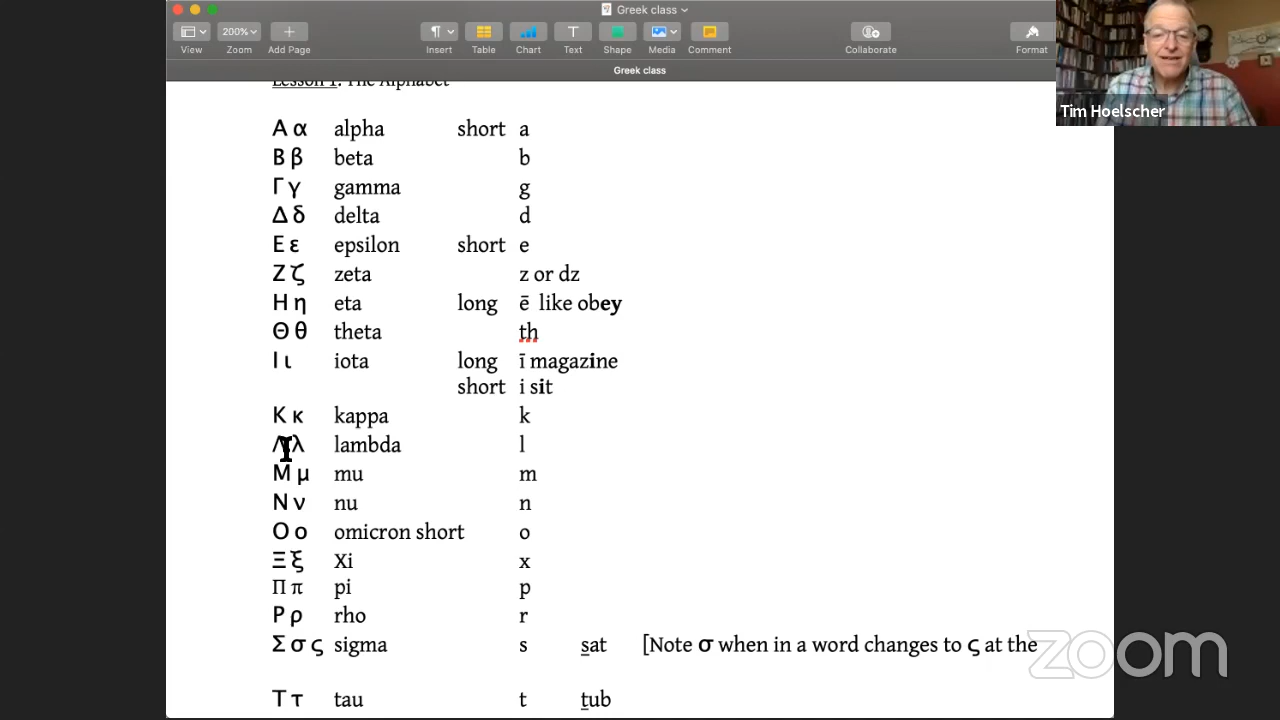 Greek class
200%
View Zoom Add Page Insert Table Chart Text Shape Media Comment Collaborate Format
Greek class
Lesson 1: The Alphabet
Tim Hoelscher
Α α alpha short a
Β β beta b
Γ γ gamma g
Δ δ delta d
Ε ε epsilon short e
Ζ ζ zeta z or dz
Η η eta long ē like obey
Θ θ theta th
Ι ι iota long ī magazine
short i sit
Κ κ kappa k
Λ λ lambda l
Μ μ mu m
Ν ν nu n
Ο ο omicron short o
Ξ ξ Xi x
Π π pi p
Ρ ρ rho r
Σ σ ς sigma s sat [Note σ when in a word changes to ς at the
zoom
Τ τ tau t tub